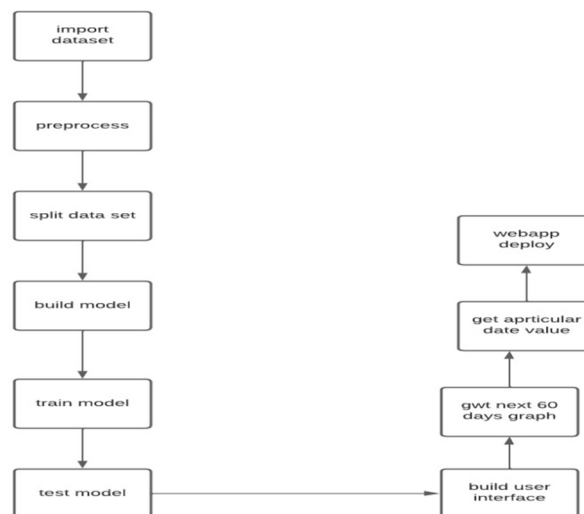 import
dataset
preprocess
split data set
build model
train model
test model
build user
interface
gwt next 60
days graph
get aprticular
date value
webapp
deploy